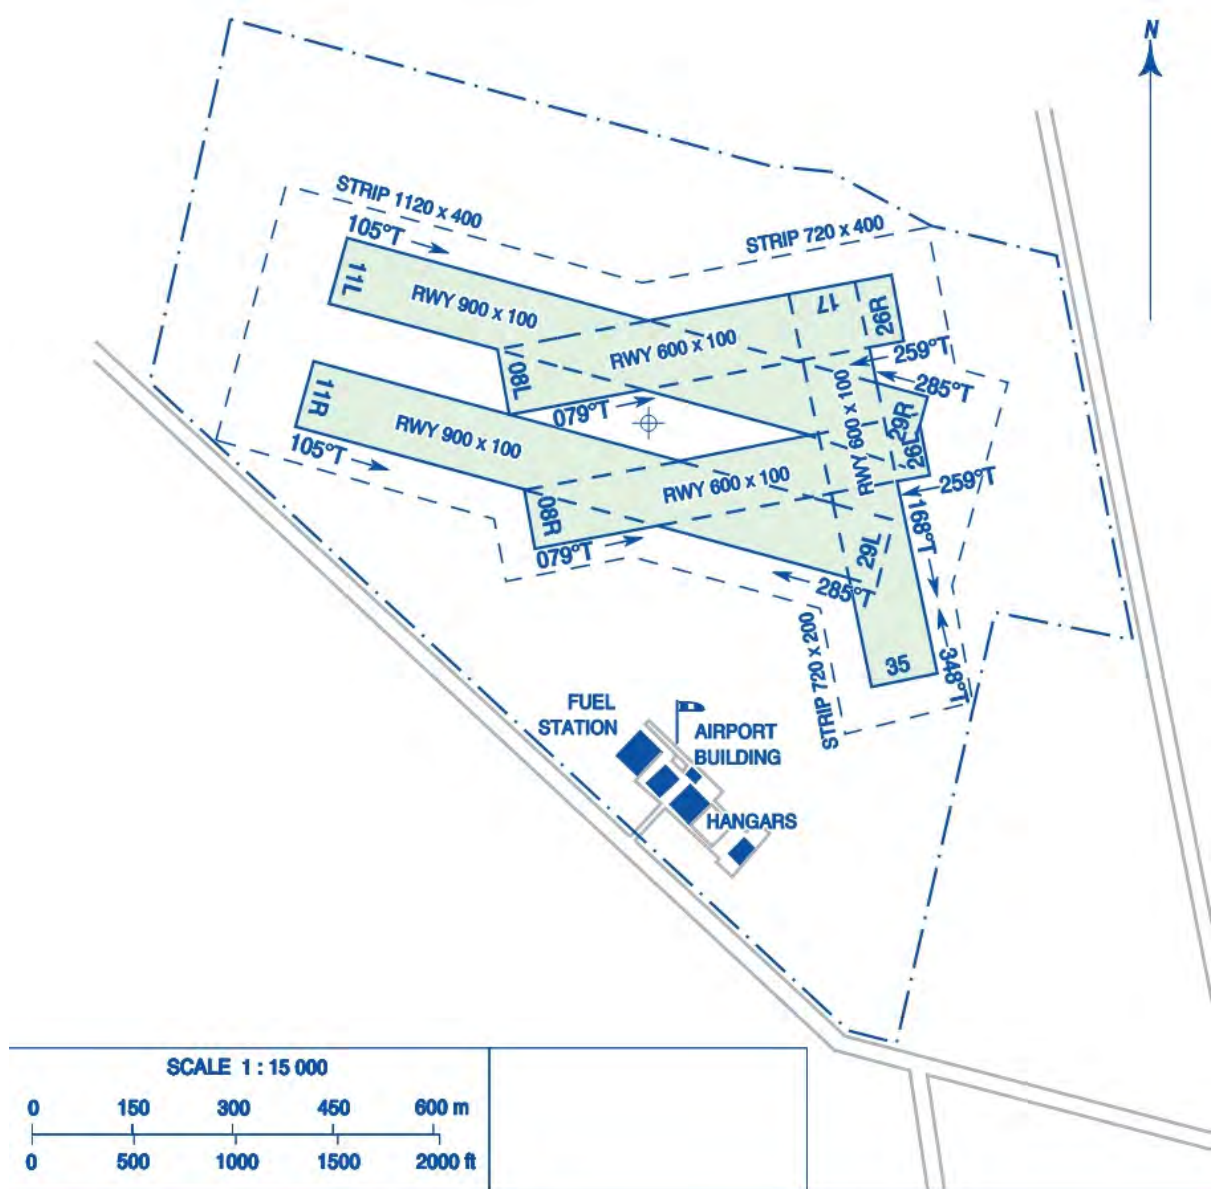 N
STRIP 1120 x 400
STRIP 720 x 400
105°T
11L
RWY 900 x 100
17
26R
RWY 600 x 100
259°T
285°T
08L
079°T
RWY 600 x 100
29R
26L
11R
RWY 900 x 100
105°T
RWY 600 x 100
259°T
08R
168°T
079°T
29L
285°T
35
348°T
STRIP 720 x 200
FUEL
STATION
AIRPORT
BUILDING
HANGARS
SCALE 1 : 15 000
0 150 300 450 600 m
0 500 1000 1500 2000 ft